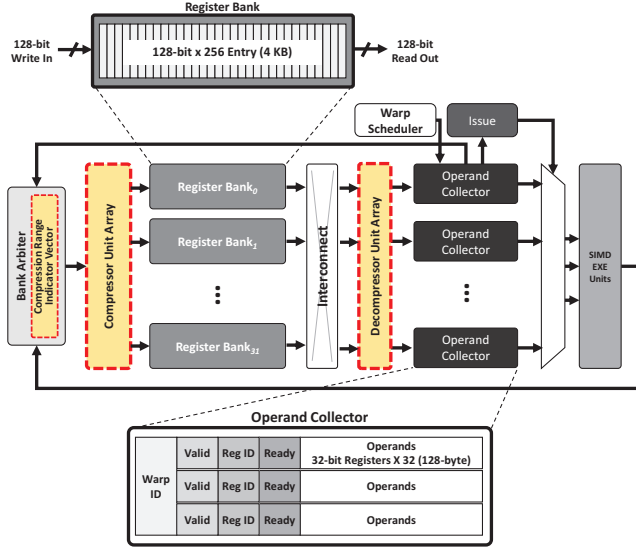 Register Bank
128-bit
Write In
128-bit x 256 Entry (4 KB)
128-bit
Read Out
Warp
Scheduler
Issue
Bank Arbiter
Compression Range
Indicator Vector
Compressor Unit Array
Register Bank0
Register Bank1
Register Bank31
Interconnect
Decompressor Unit Array
Operand
Collector
Operand
Collector
Operand
Collector
SIMD
EXE
Units
Operand Collector
Warp
ID
Valid
Reg ID
Ready
Operands
32-bit Registers X 32 (128-byte)
Valid
Reg ID
Ready
Operands
Valid
Reg ID
Ready
Operands